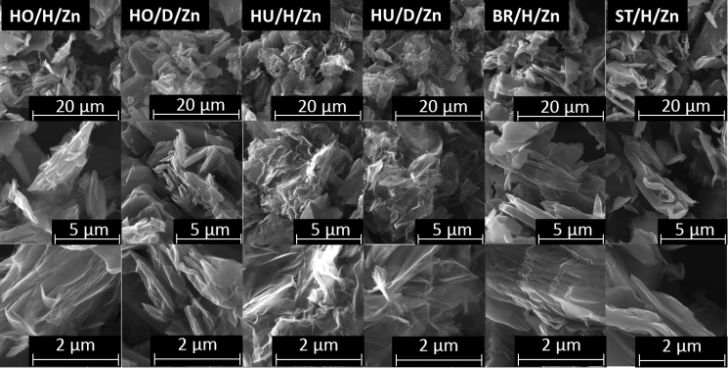 HO/H/Zn HO/D/Zn HU/H/Zn HU/D/Zn BR/H/Zn ST/H/Zn
20 µm 20 µm 20 µm 20 µm 20 µm 20 µm
5 µm 5 µm 5 µm 5 µm 5 µm 5 µm
2 µm 2 µm 2 µm 2 µm 2 µm 2 µm